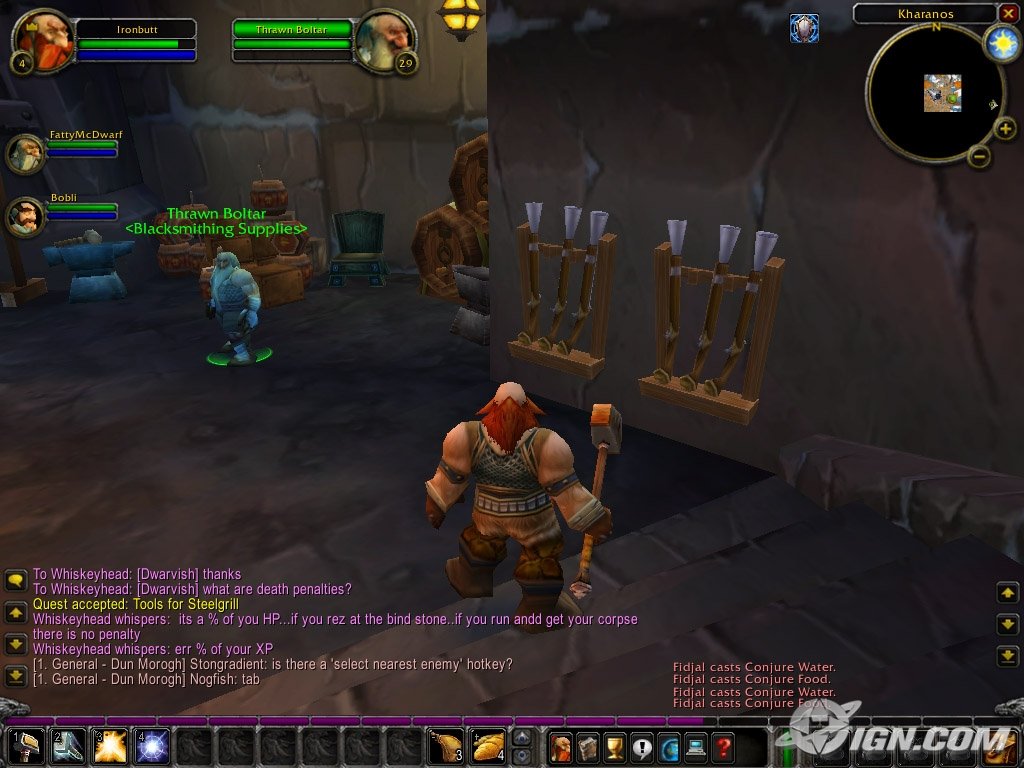 Ironbutt
4
Thrawn Boltar
29
Kharanos
N
FattyMcDwarf
Bobli
Thrawn Boltar
<Blacksmithing Supplies>
To Whiskeyhead: [Dwarvish] thanks
To Whiskeyhead: [Dwarvish] what are death penalties?
Quest accepted: Tools for Steelgrill
Whiskeyhead whispers:  its a % of you HP...if you rez at the bind stone..if you run andd get your corpse
there is no penalty
Whiskeyhead whispers: err % of your XP
[1. General - Dun Morogh] Stongradient: is there a 'select nearest enemy' hotkey?
[1. General - Dun Morogh] Nogfish: tab
Fidjal casts Conjure Water.
Fidjal casts Conjure Food.
Fidjal casts Conjure Water.
Fidjal casts Conjure Food.
1 2 3 4 3 4
IGN.COM